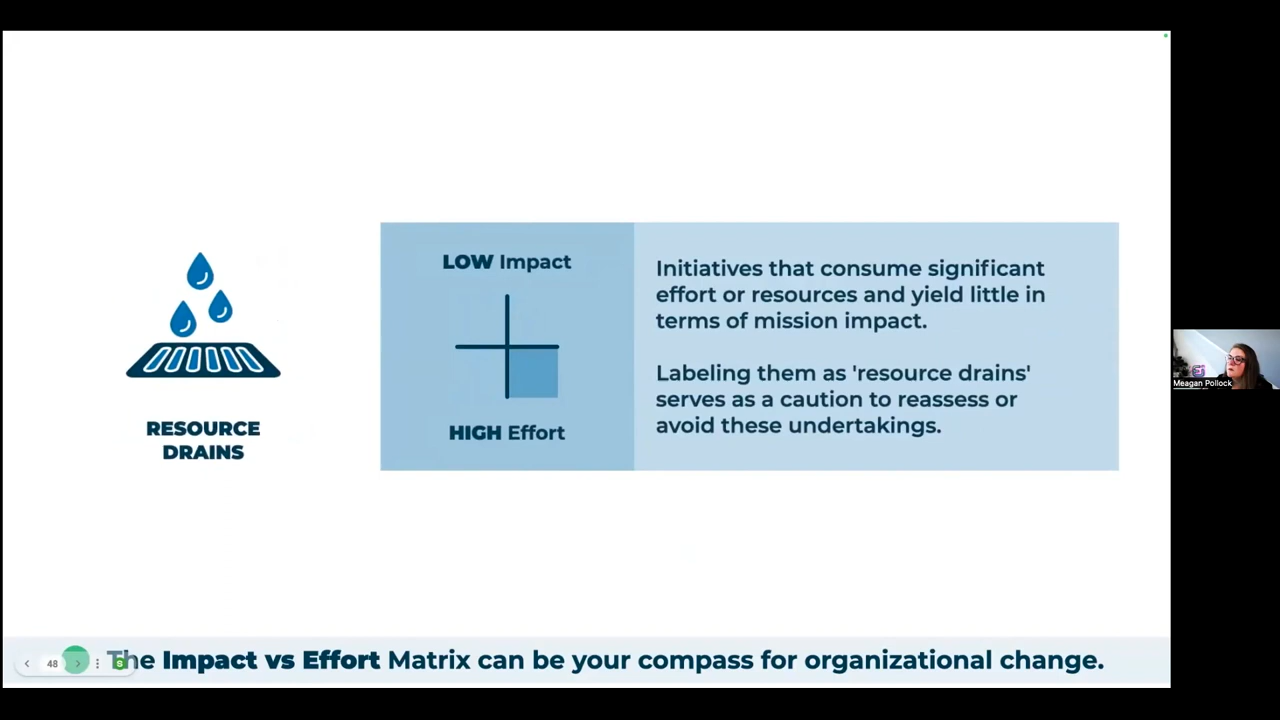 RESOURCE
DRAINS
LOW Impact
HIGH Effort
Initiatives that consume significant
effort or resources and yield little in
terms of mission impact.
Labeling them as 'resource drains'
serves as a caution to reassess or
avoid these undertakings.
Meagan Pollock
48
S
The Impact vs Effort Matrix can be your compass for organizational change.